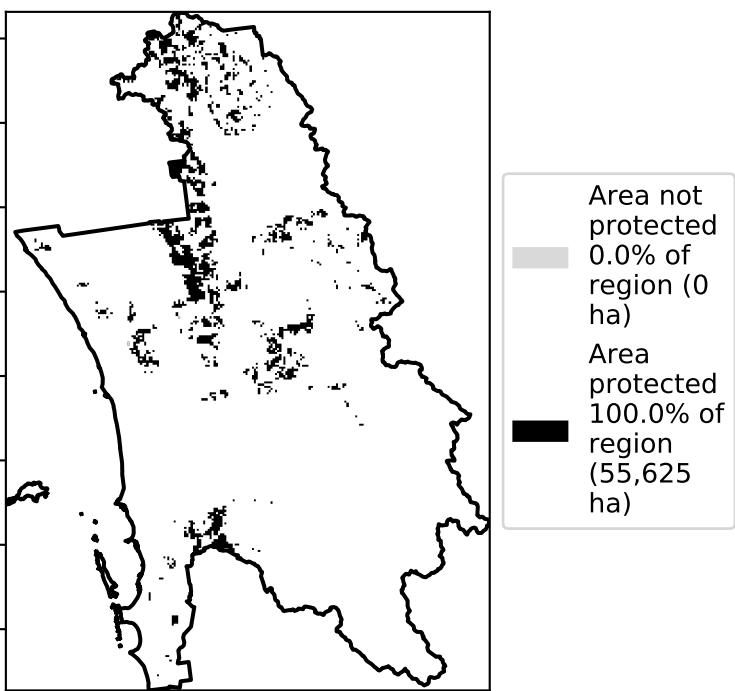 Area not
protected
0.0% of
region (0
ha)
Area
protected
100.0% of
region
(55,625
ha)